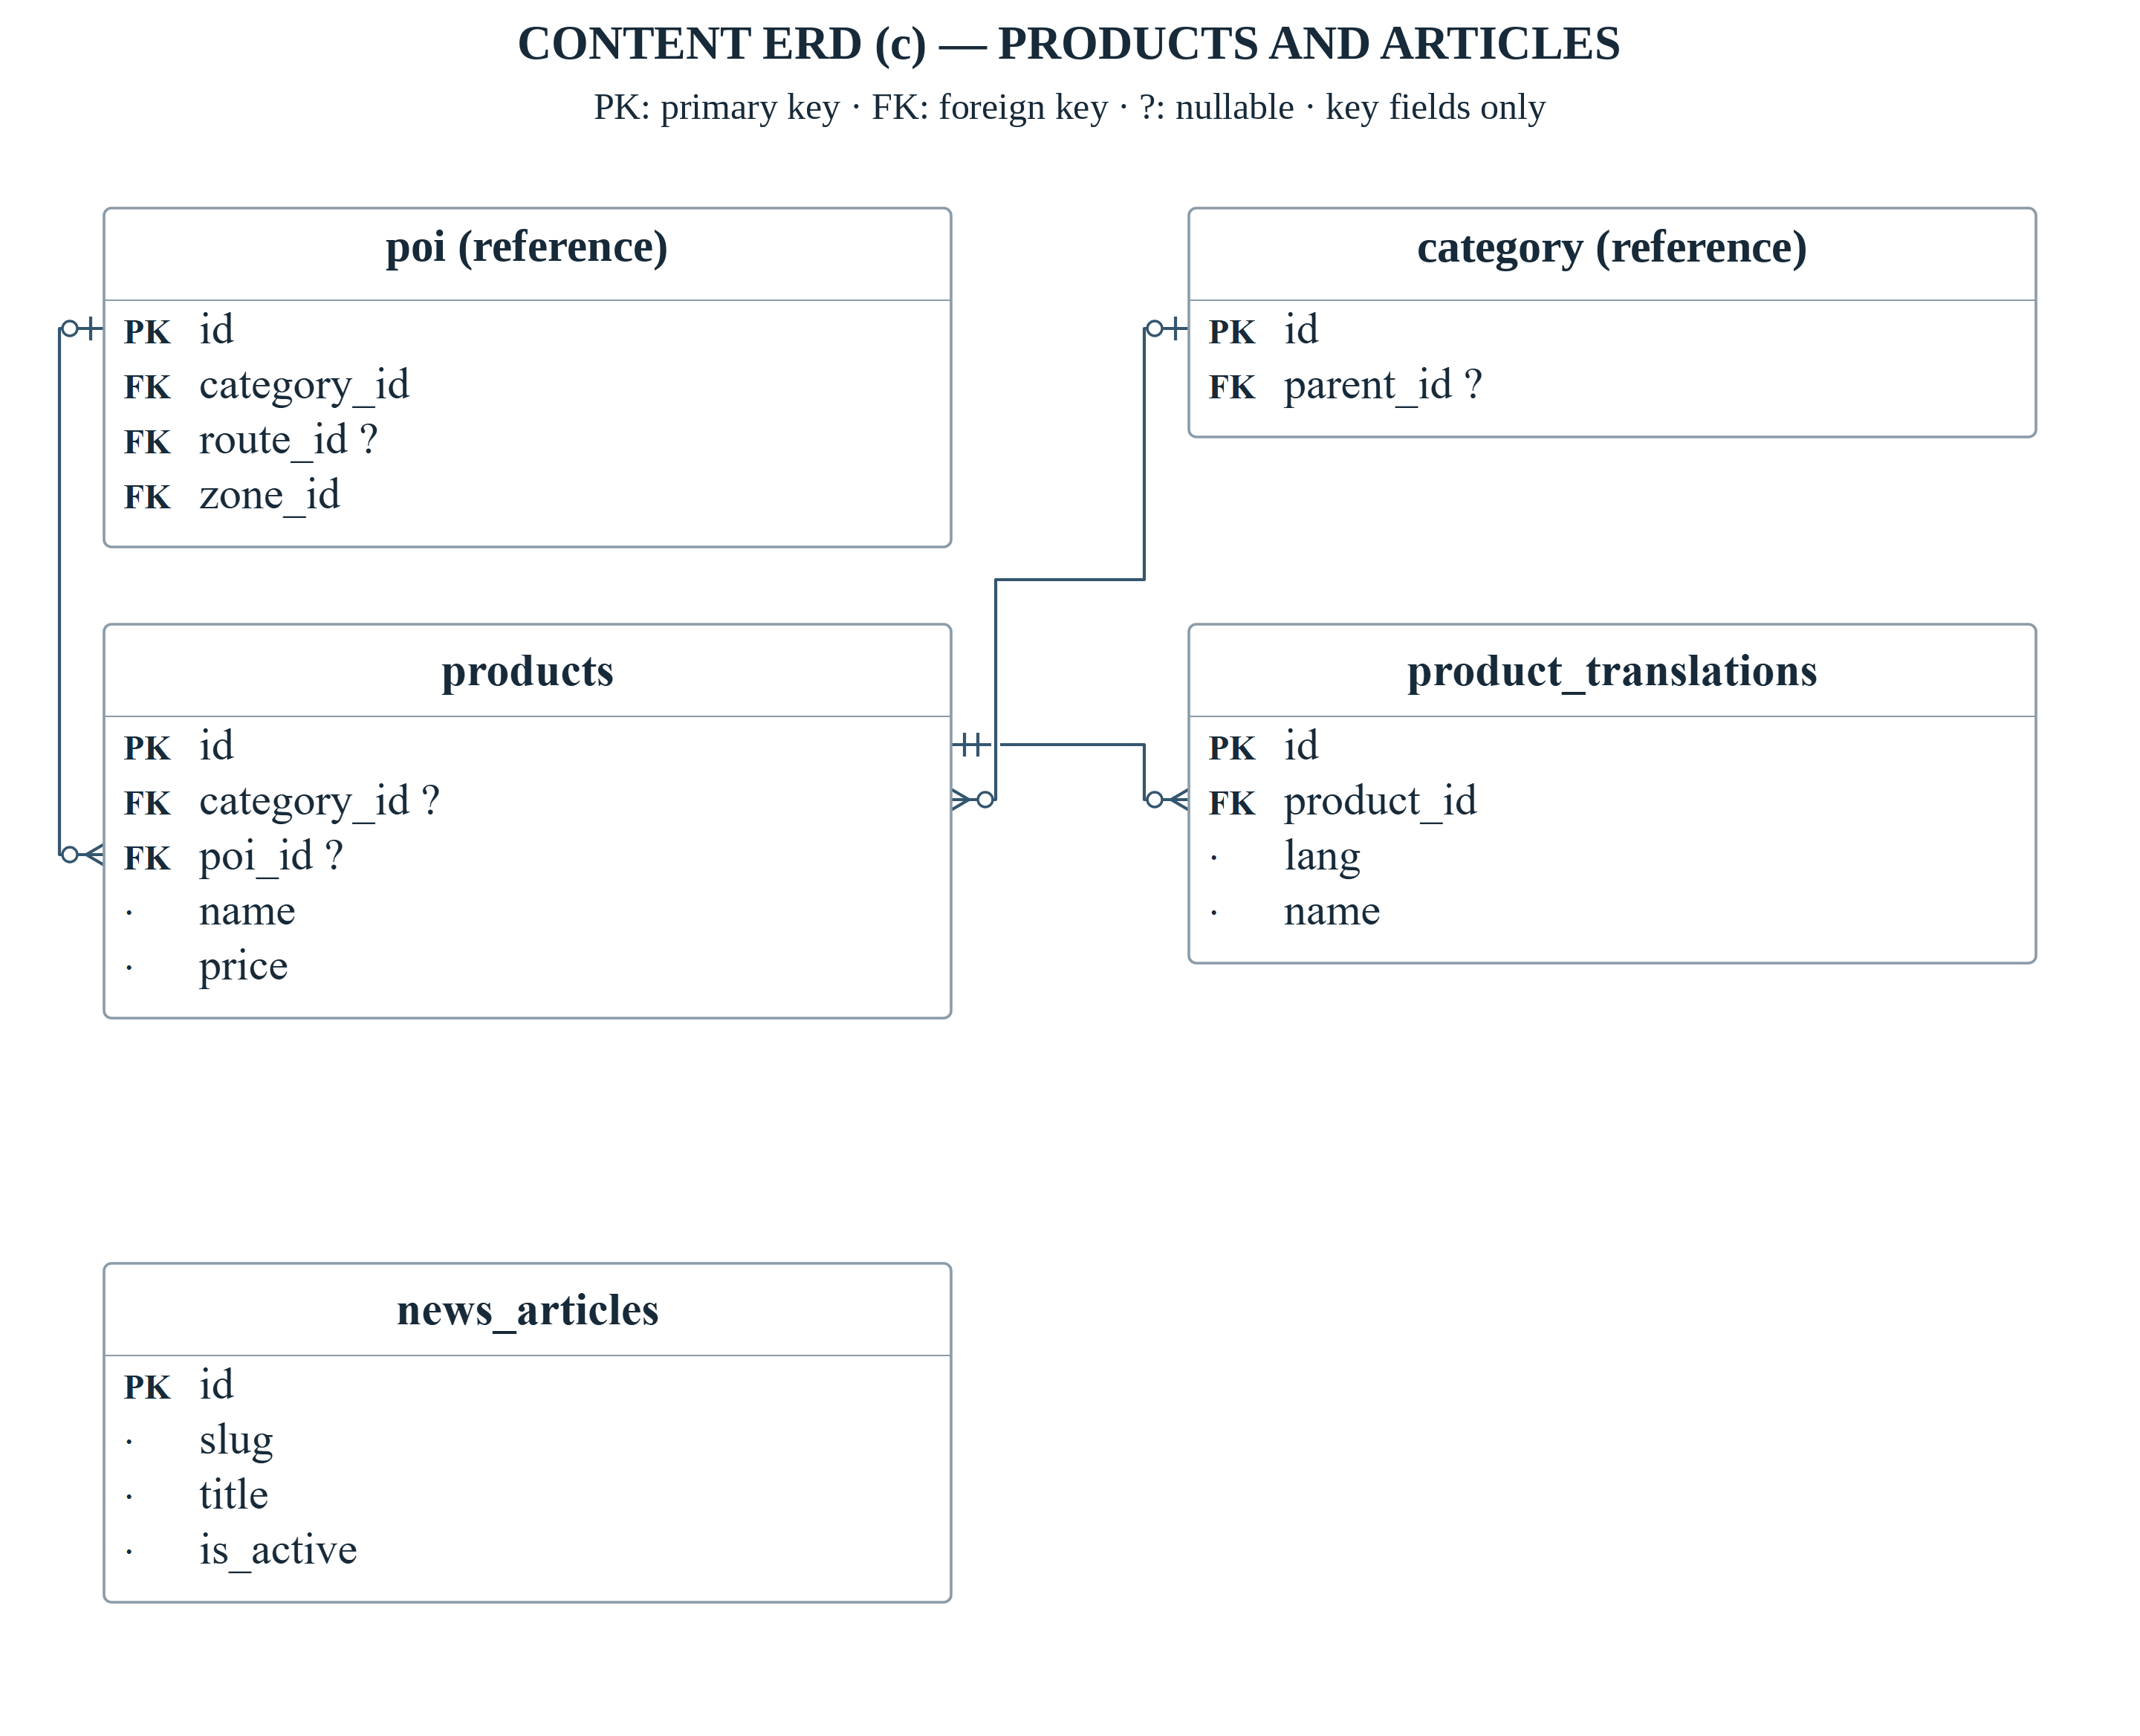 CONTENT ERD (c) — PRODUCTS AND ARTICLES
PK: primary key · FK: foreign key · ?: nullable · key fields only
poi (reference)
PK id
FK category_id
FK route_id ?
FK zone_id
category (reference)
PK id
FK parent_id ?
products
PK id
FK category_id ?
FK poi_id ?
· name
· price
product_translations
PK id
FK product_id
· lang
· name
news_articles
PK id
· slug
· title
· is_active